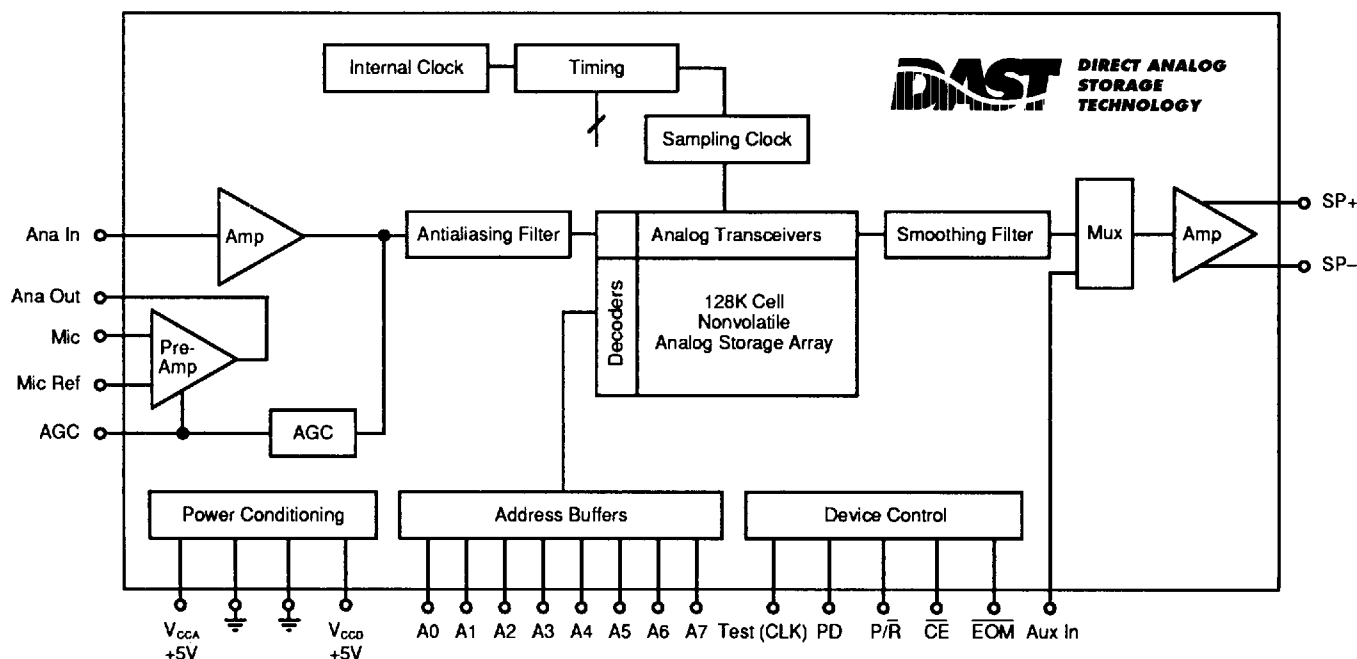 DAST
DIRECT ANALOG
STORAGE
TECHNOLOGY
Internal Clock
Timing
Sampling Clock
Ana In
Amp
Antialiasing Filter
Analog Transceivers
Smoothing Filter
Mux
Amp
SP+
SP–
Ana Out
Mic
Pre-
Amp
Mic Ref
AGC
AGC
Decoders
128K Cell
Nonvolatile
Analog Storage Array
Power Conditioning
Address Buffers
Device Control
VCCA
+5V
VCCD
+5V
A0
A1
A2
A3
A4
A5
A6
A7
Test (CLK)
PD
P/R̅
C̅E̅
E̅O̅M̅
Aux In